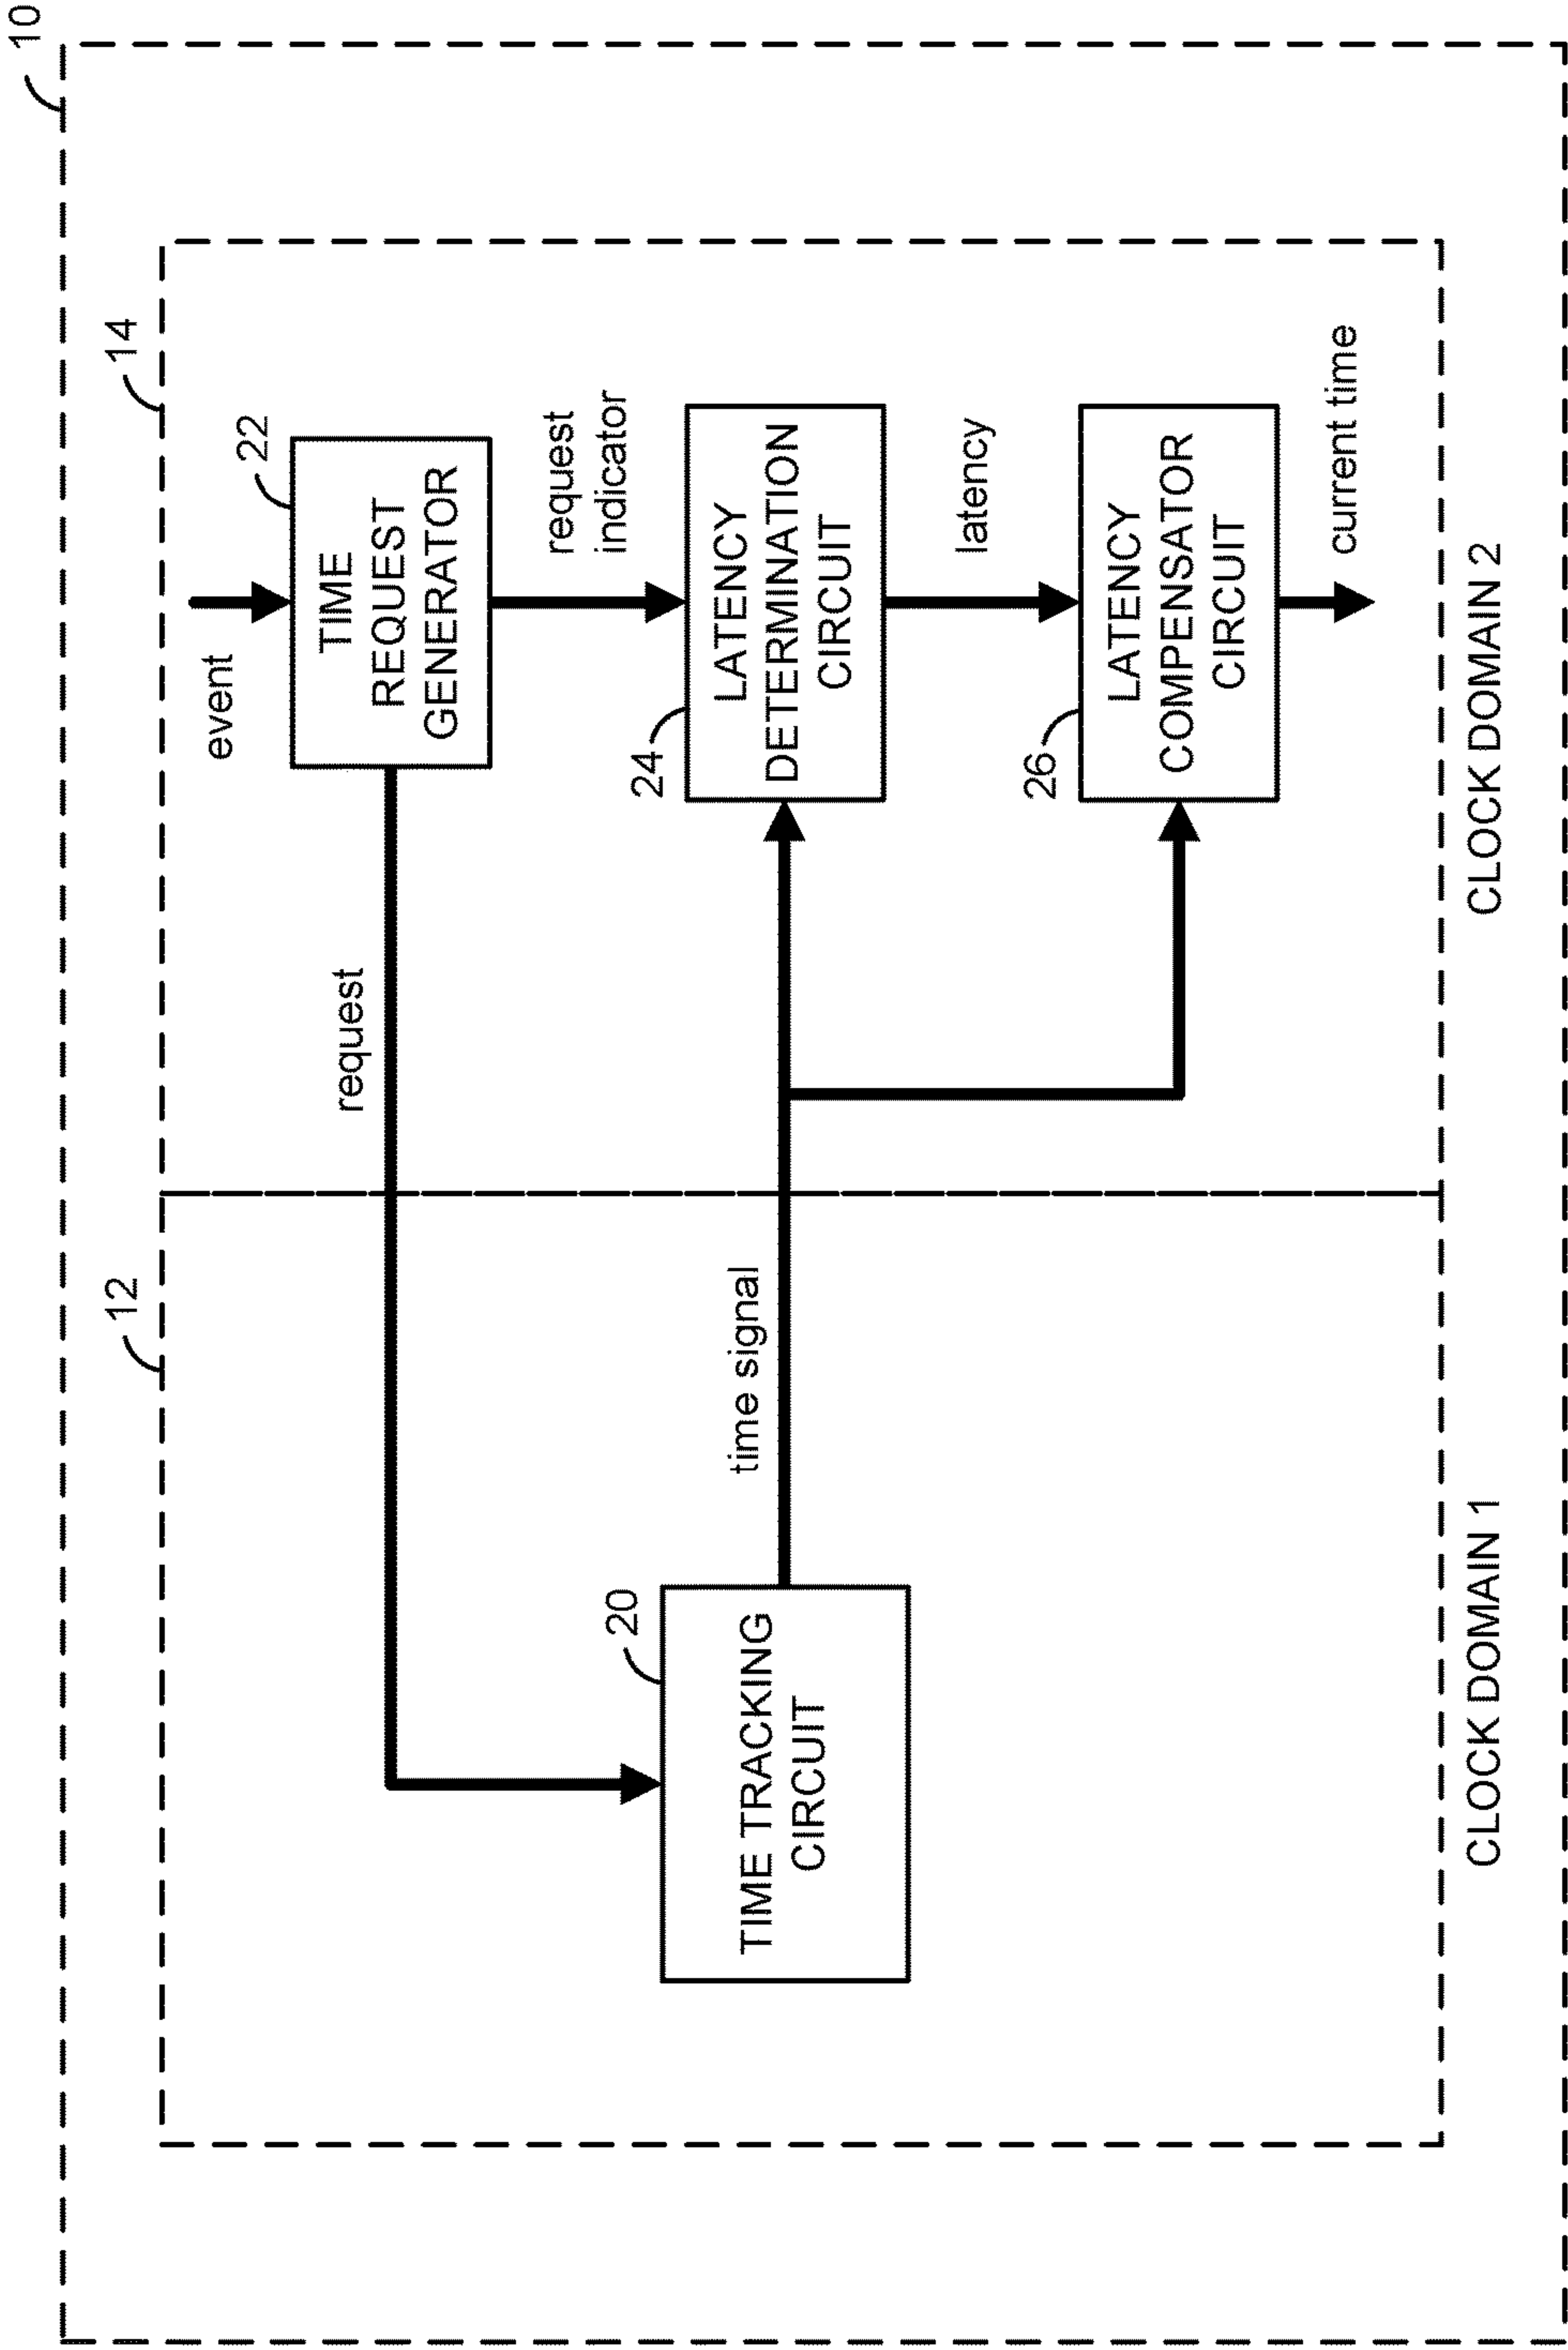 10
12
14
event
22
TIME
REQUEST
GENERATOR
request
request
indicator
20
TIME TRACKING
CIRCUIT
time signal
24
LATENCY
DETERMINATION
CIRCUIT
latency
26
LATENCY
COMPENSATOR
CIRCUIT
current time
CLOCK DOMAIN 1
CLOCK DOMAIN 2